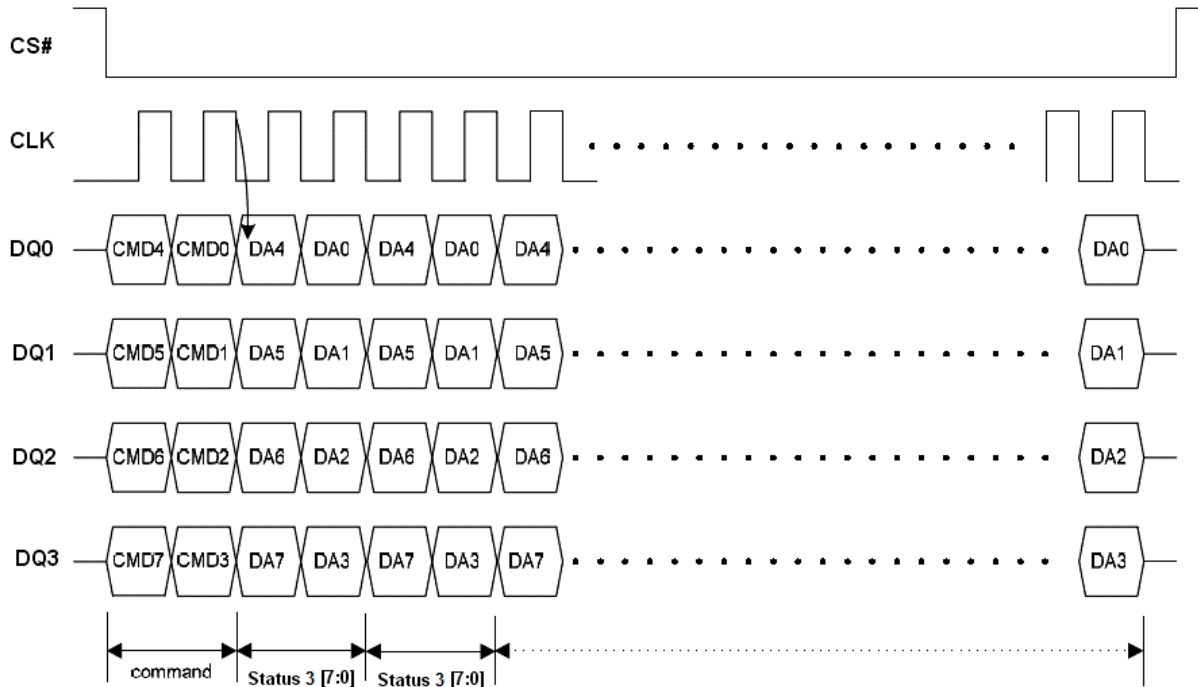 CS#
CLK
DQ0 CMD4 CMD0 DA4 DA0 DA4 DA0 DA4 DA0
DQ1 CMD5 CMD1 DA5 DA1 DA5 DA1 DA5 DA1
DQ2 CMD6 CMD2 DA6 DA2 DA6 DA2 DA6 DA2
DQ3 CMD7 CMD3 DA7 DA3 DA7 DA3 DA7 DA3
command Status 3 [7:0] Status 3 [7:0]